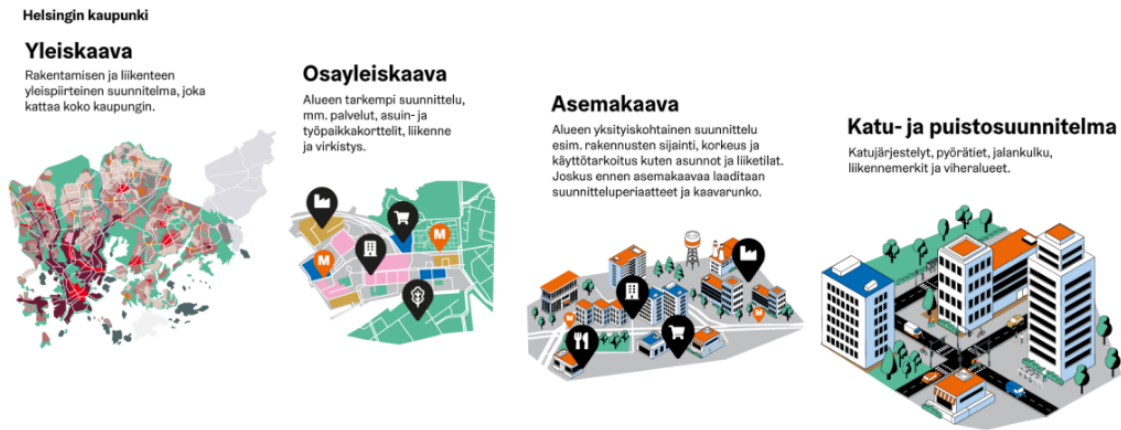 Helsingin kaupunki
Yleiskaava
Rakentamisen ja liikenteen
yleispiirteinen suunnitelma, joka
kattaa koko kaupungin.
Osayleiskaava
Alueen tarkempi suunnittelu,
mm. palvelut, asuin- ja
työpaikkakorttelit, liikenne
ja virkistys.
M
M
Asemakaava
Alueen yksityiskohtainen suunnittelu
esim. rakennusten sijainti, korkeus ja
käyttötarkoitus kuten asunnot ja liiketilat.
Joskus ennen asemakaavaa laaditaan
suunnitteluperiaatteet ja kaavarunko.
M
M
Katu- ja puistosuunnitelma
Katujärjestelyt, pyörätiet, jalankulku,
liikennemerkit ja viheralueet.